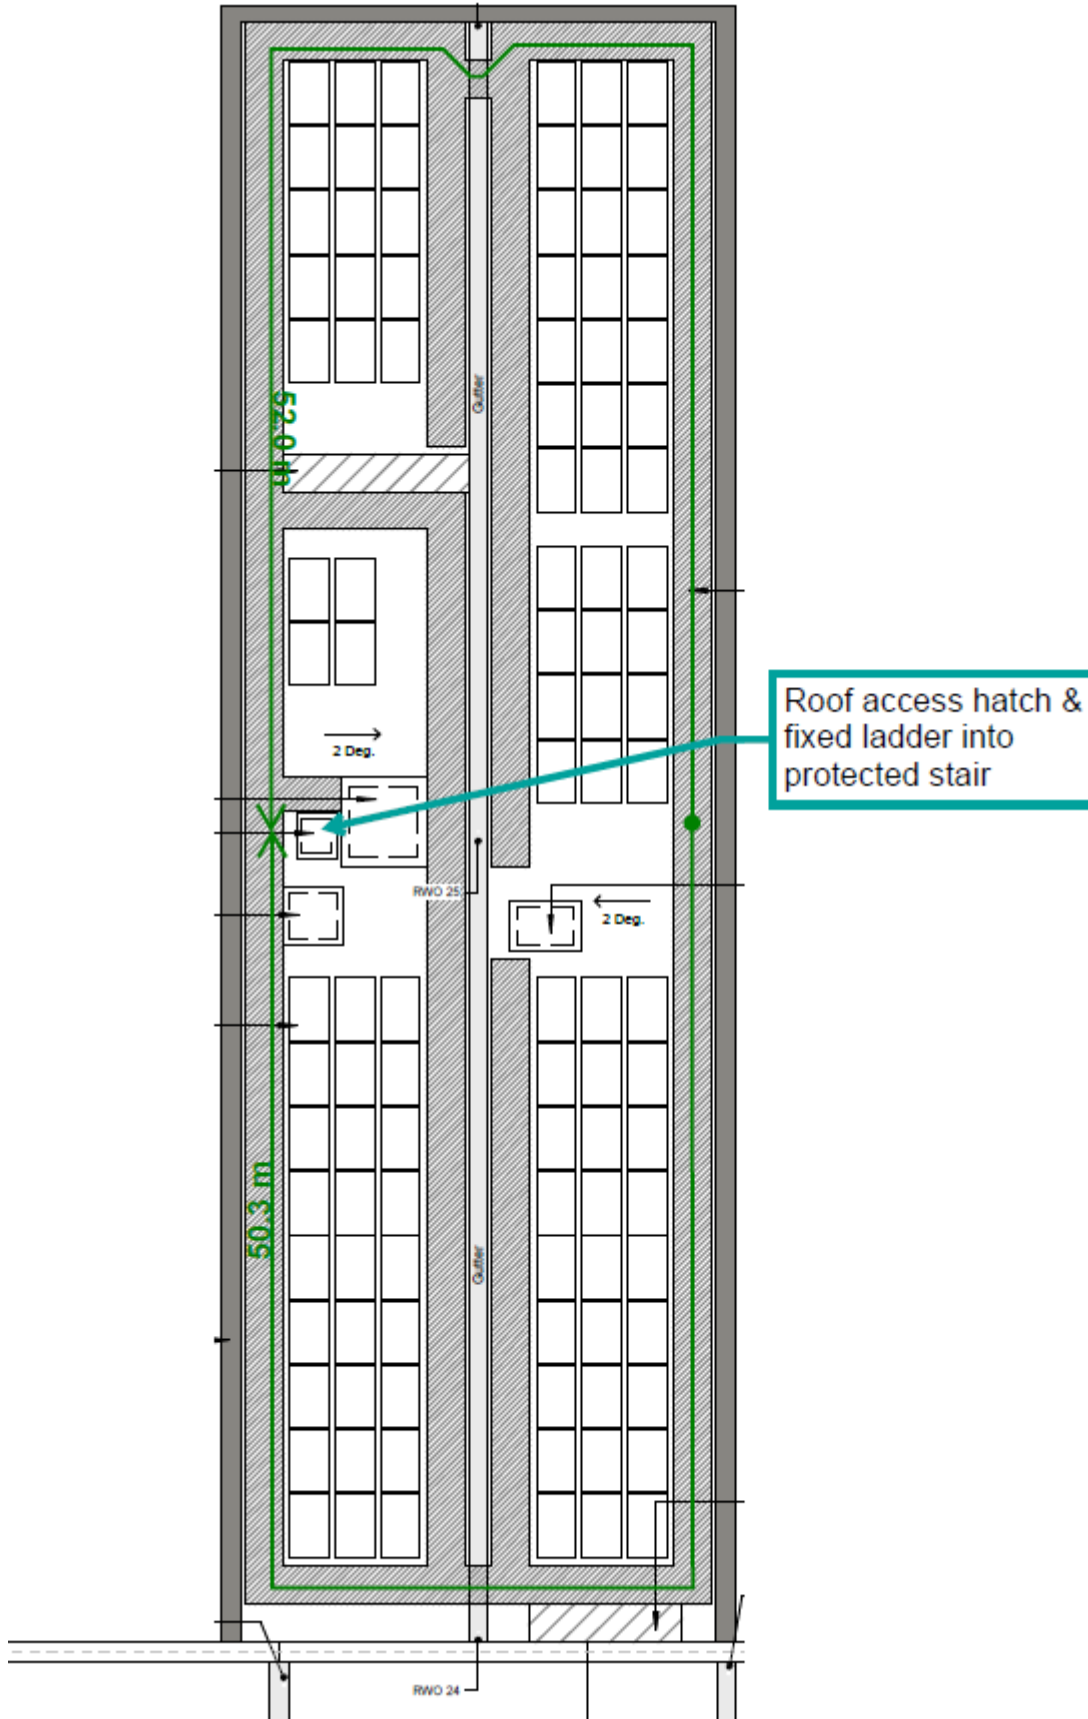 Gutter
52.0 m
Roof access hatch &
fixed ladder into
protected stair
2 Deg.
RWO 25
2 Deg.
50.3 m
Gutter
RWO 24